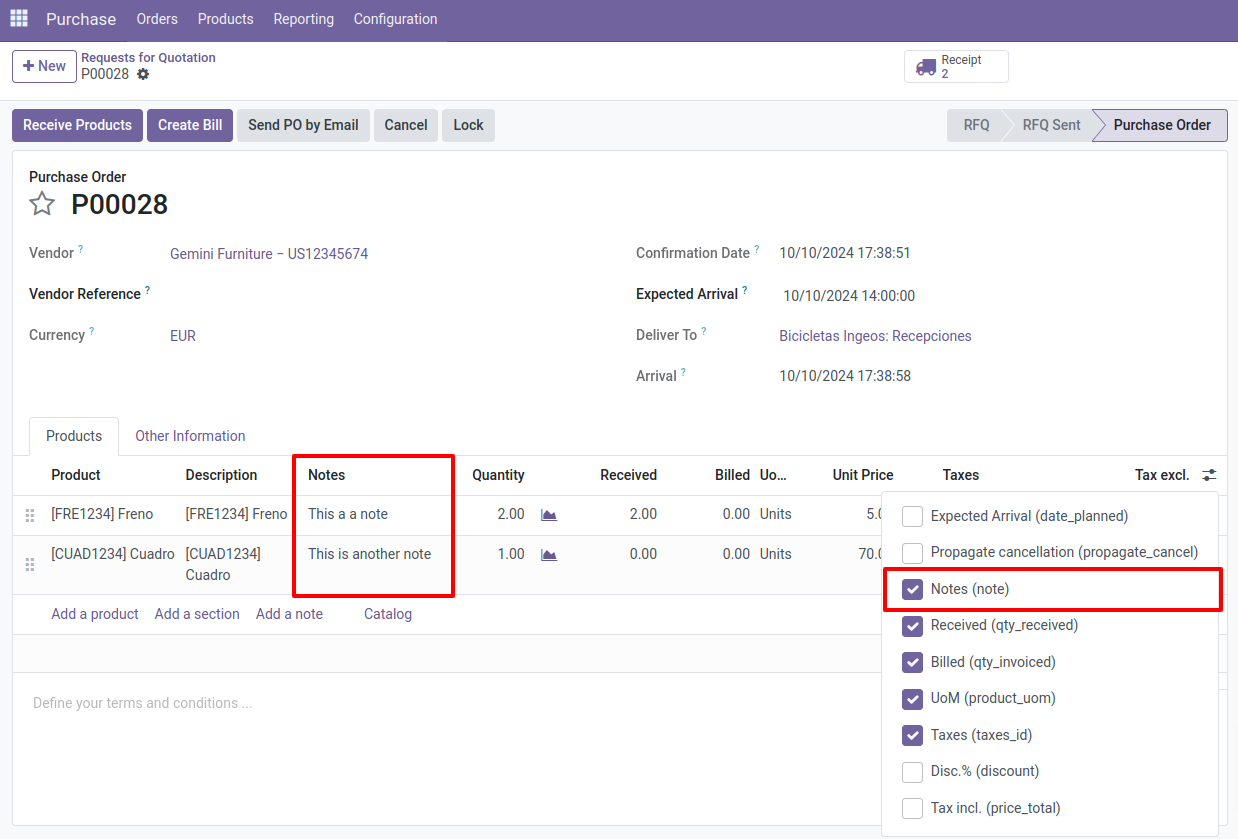 Purchase Orders Products Reporting Configuration
+ New Requests for Quotation
P00028
Receipt
2
Receive Products Create Bill Send PO by Email Cancel Lock RFQ RFQ Sent Purchase Order
Purchase Order
P00028
Vendor ? Gemini Furniture – US12345674 Confirmation Date ? 10/10/2024 17:38:51
Vendor Reference ? Expected Arrival ? 10/10/2024 14:00:00
Currency ? EUR Deliver To ? Bicicletas Ingeos: Recepciones
Arrival ? 10/10/2024 17:38:58
Products Other Information
Product Description Notes Quantity Received Billed Uo... Unit Price Taxes Tax excl.
[FRE1234] Freno [FRE1234] Freno This a a note 2.00 2.00 0.00 Units 5.0
[CUAD1234] Cuadro [CUAD1234] This is another note 1.00 0.00 0.00 Units 70.0
Cuadro
Add a product Add a section Add a note Catalog
Define your terms and conditions ...
Expected Arrival (date_planned)
Propagate cancellation (propagate_cancel)
Notes (note)
Received (qty_received)
Billed (qty_invoiced)
UoM (product_uom)
Taxes (taxes_id)
Disc.% (discount)
Tax incl. (price_total)